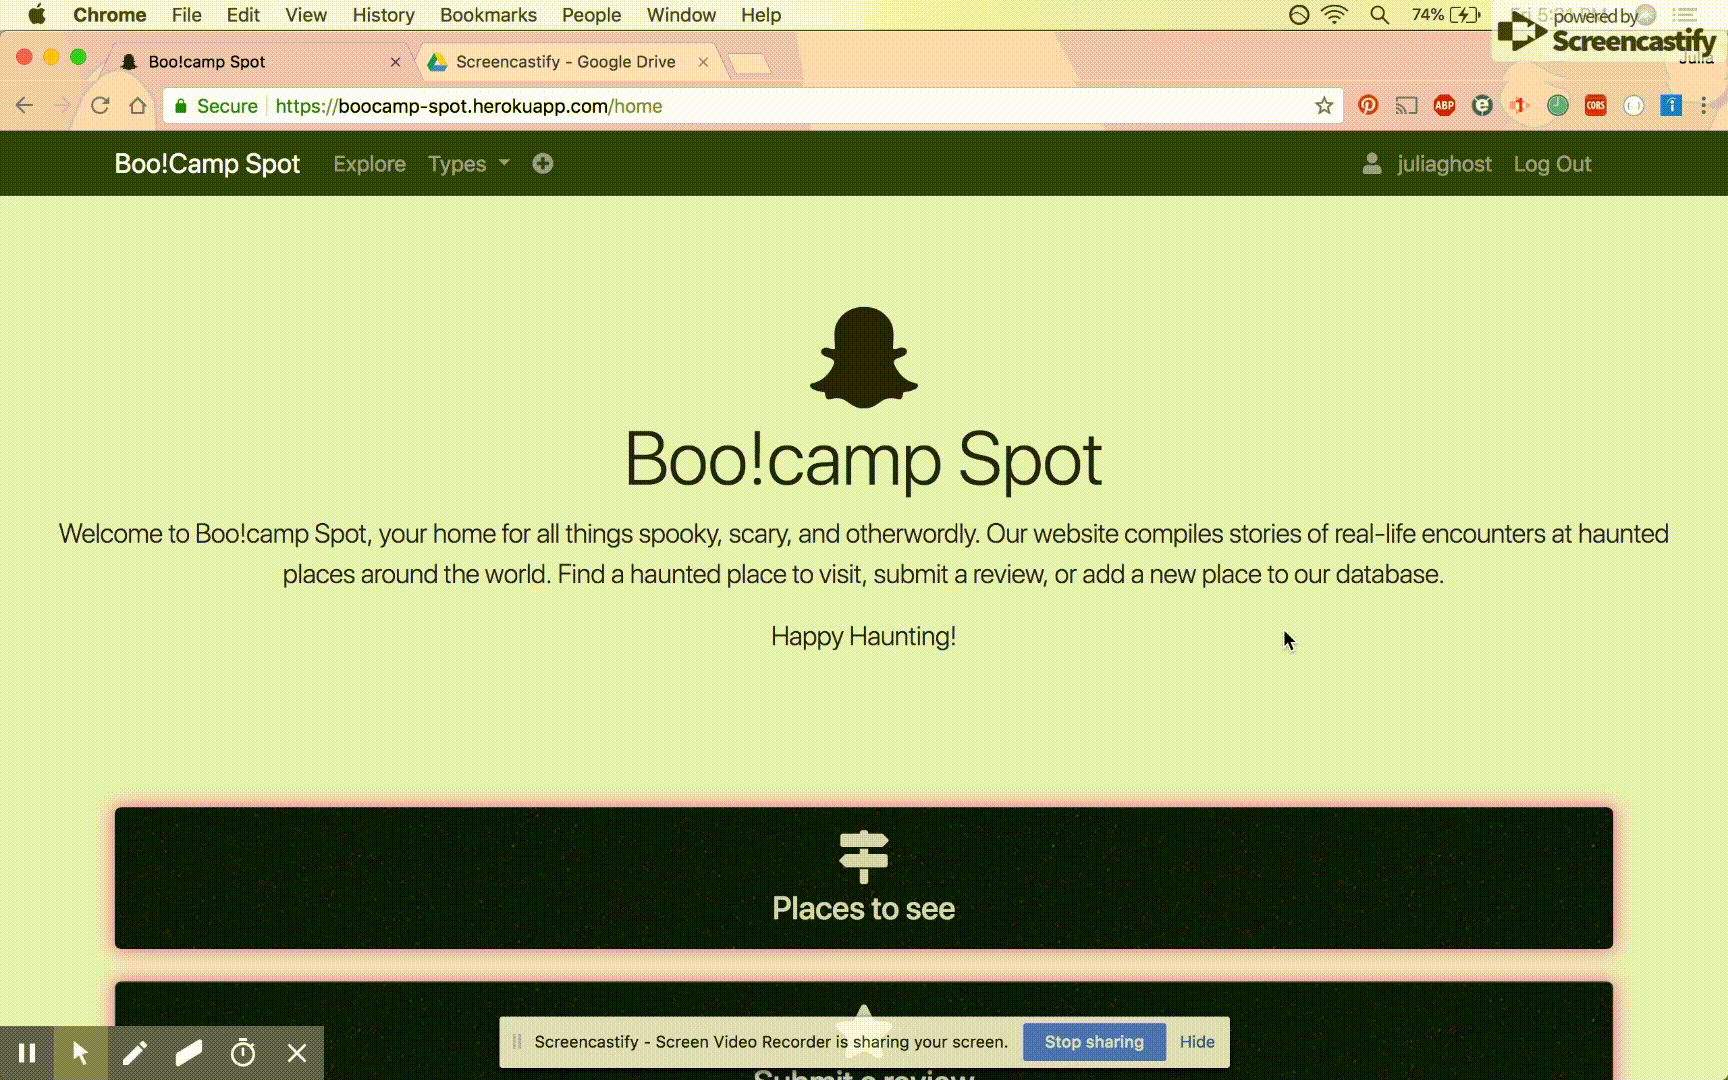 Chrome File Edit View History Bookmarks People Window Help 74%
powered by
Screencastify
Boo!camp Spot Screencastify - Google Drive
Julia
Secure https://boocamp-spot.herokuapp.com/home ABP CORS
Boo!Camp Spot Explore Types juliaghost Log Out
Boo!camp Spot
Welcome to Boo!camp Spot, your home for all things spooky, scary, and otherwordly. Our website compiles stories of real-life encounters at haunted
places around the world. Find a haunted place to visit, submit a review, or add a new place to our database.
Happy Haunting!
Places to see
Screencastify - Screen Video Recorder is sharing your screen. Stop sharing Hide
Submit a review